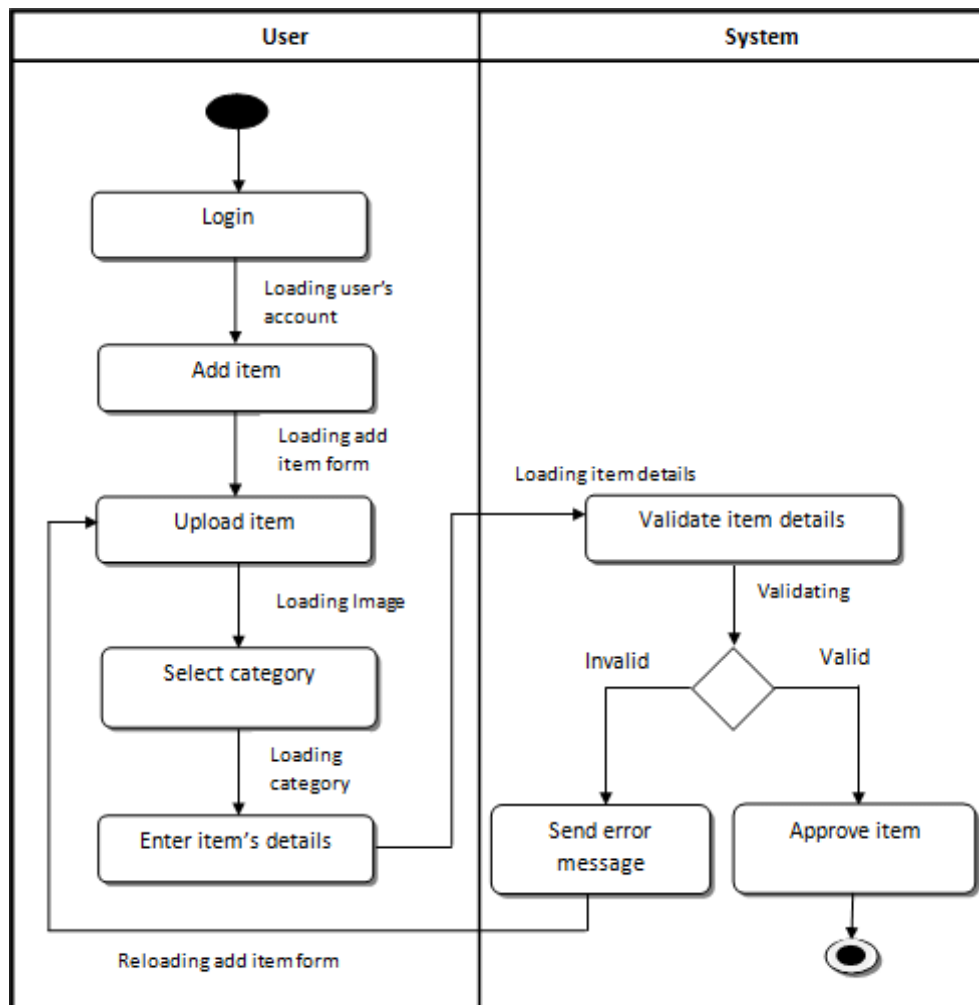 User
System
Login
Loading user's
account
Add item
Loading add
item form
Upload item
Loading Image
Select category
Loading
category
Enter item's details
Loading item details
Validate item details
Validating
Invalid
Valid
Send error
message
Approve item
Reloading add item form